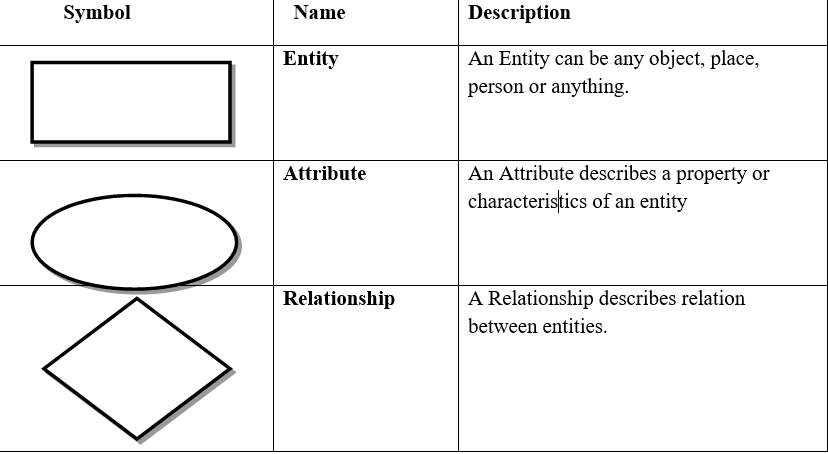 Symbol Name Description
Entity An Entity can be any object, place,
person or anything.
Attribute An Attribute describes a property or
characteristics of an entity
Relationship A Relationship describes relation
between entities.